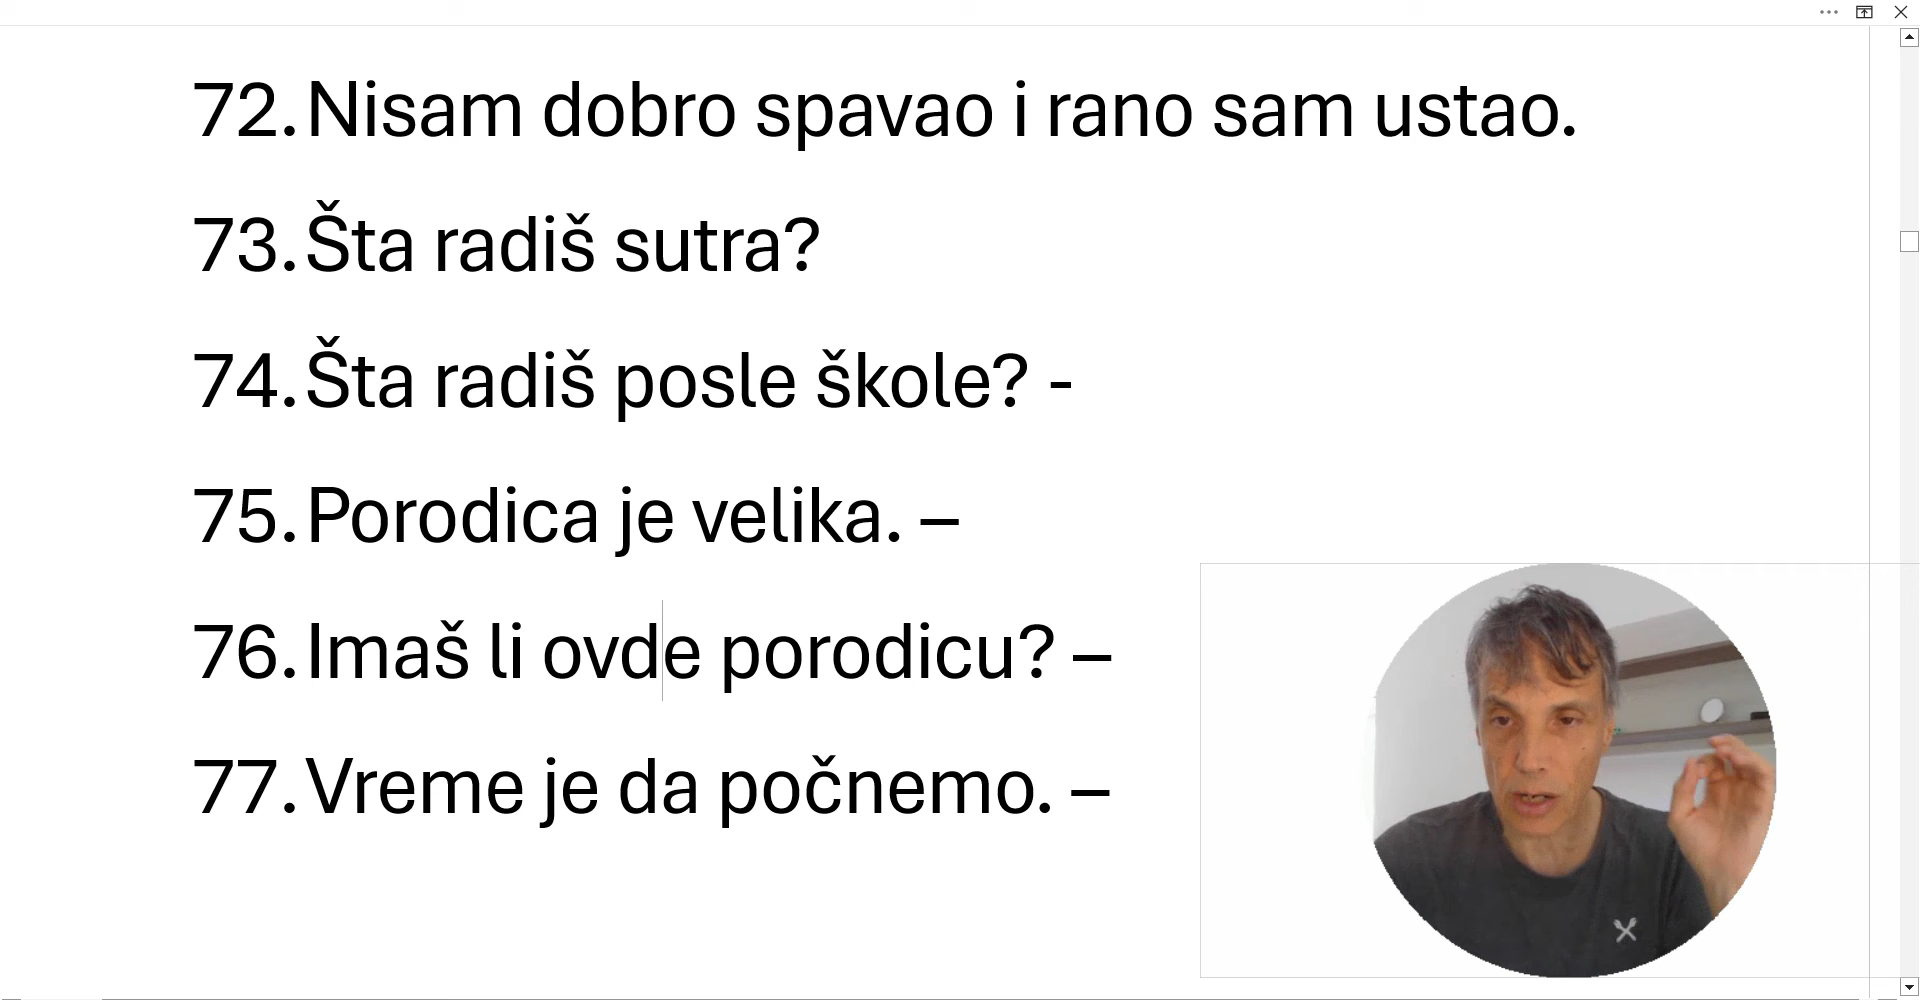 72. Nisam dobro spavao i rano sam ustao.
73. Šta radiš sutra?
74. Šta radiš posle škole? -
75. Porodica je velika. –
76. Imaš li ovde porodicu? –
77. Vreme je da počnemo. –